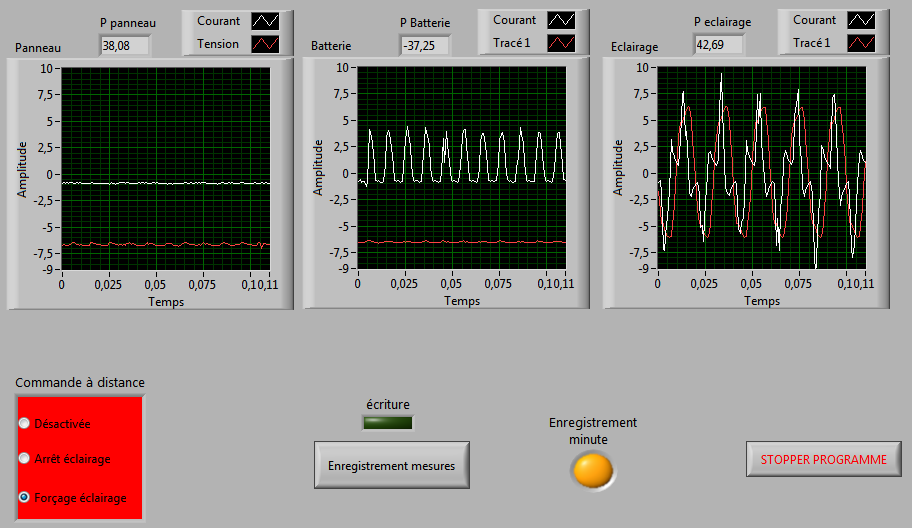 Panneau
P panneau
38,08
Courant
Tension
Amplitude
10
7,5
5
2,5
0
-2,5
-5
-7,5
-9
0
0,025
0,05
0,075
0,10,11
Temps
Batterie
P Batterie
-37,25
Courant
Tracé 1
Amplitude
10
7,5
5
2,5
0
-2,5
-5
-7,5
-9
0
0,025
0,05
0,075
0,10,11
Temps
Eclairage
P eclairage
42,69
Courant
Tracé 1
Amplitude
10
7,5
5
2,5
0
-2,5
-5
-7,5
-9
0
0,025
0,05
0,075
0,10,11
Temps
Commande à distance
Désactivée
Arrêt éclairage
Forçage éclairage
écriture
Enregistrement mesures
Enregistrement
minute
STOPPER PROGRAMME